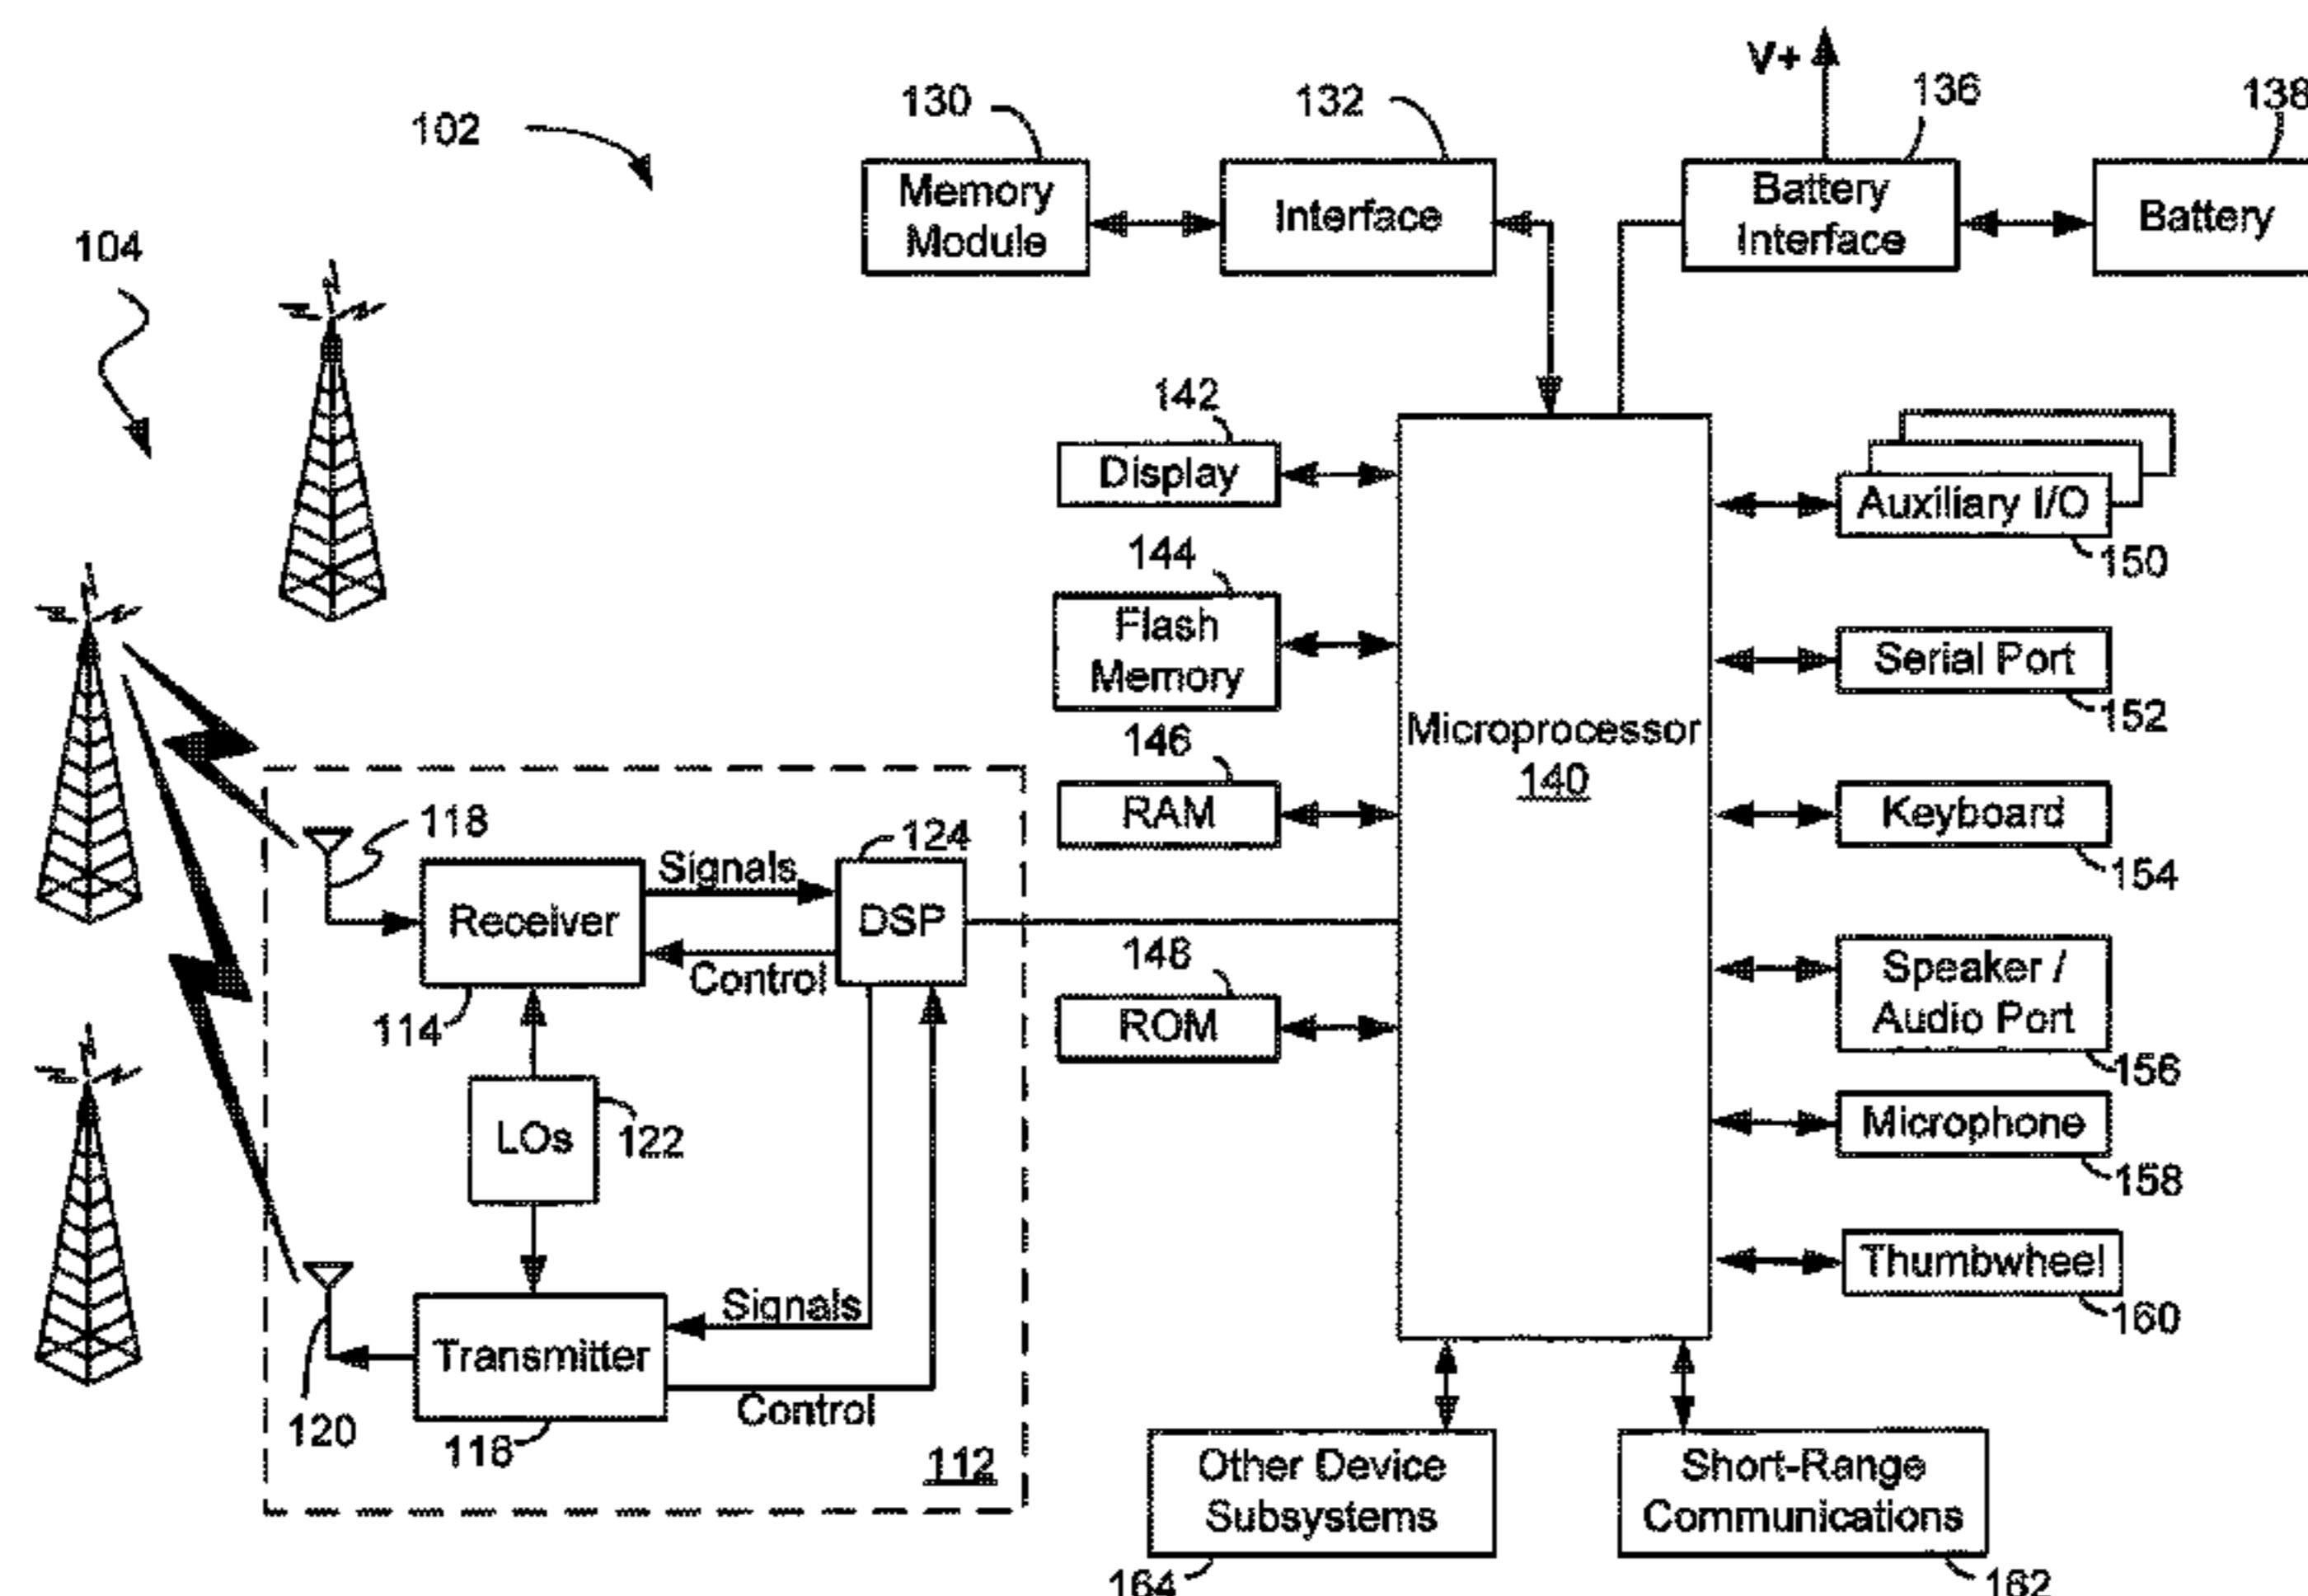 V+
130
132
136
138
102
Memory
Module
Interface
Battery
Interface
Battery
104
142
Display
Auxiliary I/O
150
144
Flash
Memory
Serial Port
152
Microprocessor
140
146
RAM
Keyboard
154
118
124
Signals
Receiver
DSP
Control
114
148
ROM
Speaker /
Audio Port
156
LOs
122
Microphone
158
Thumbwheel
160
Signals
Transmitter
Control
120
116
112
Other Device
Subsystems
164
Short-Range
Communications
162